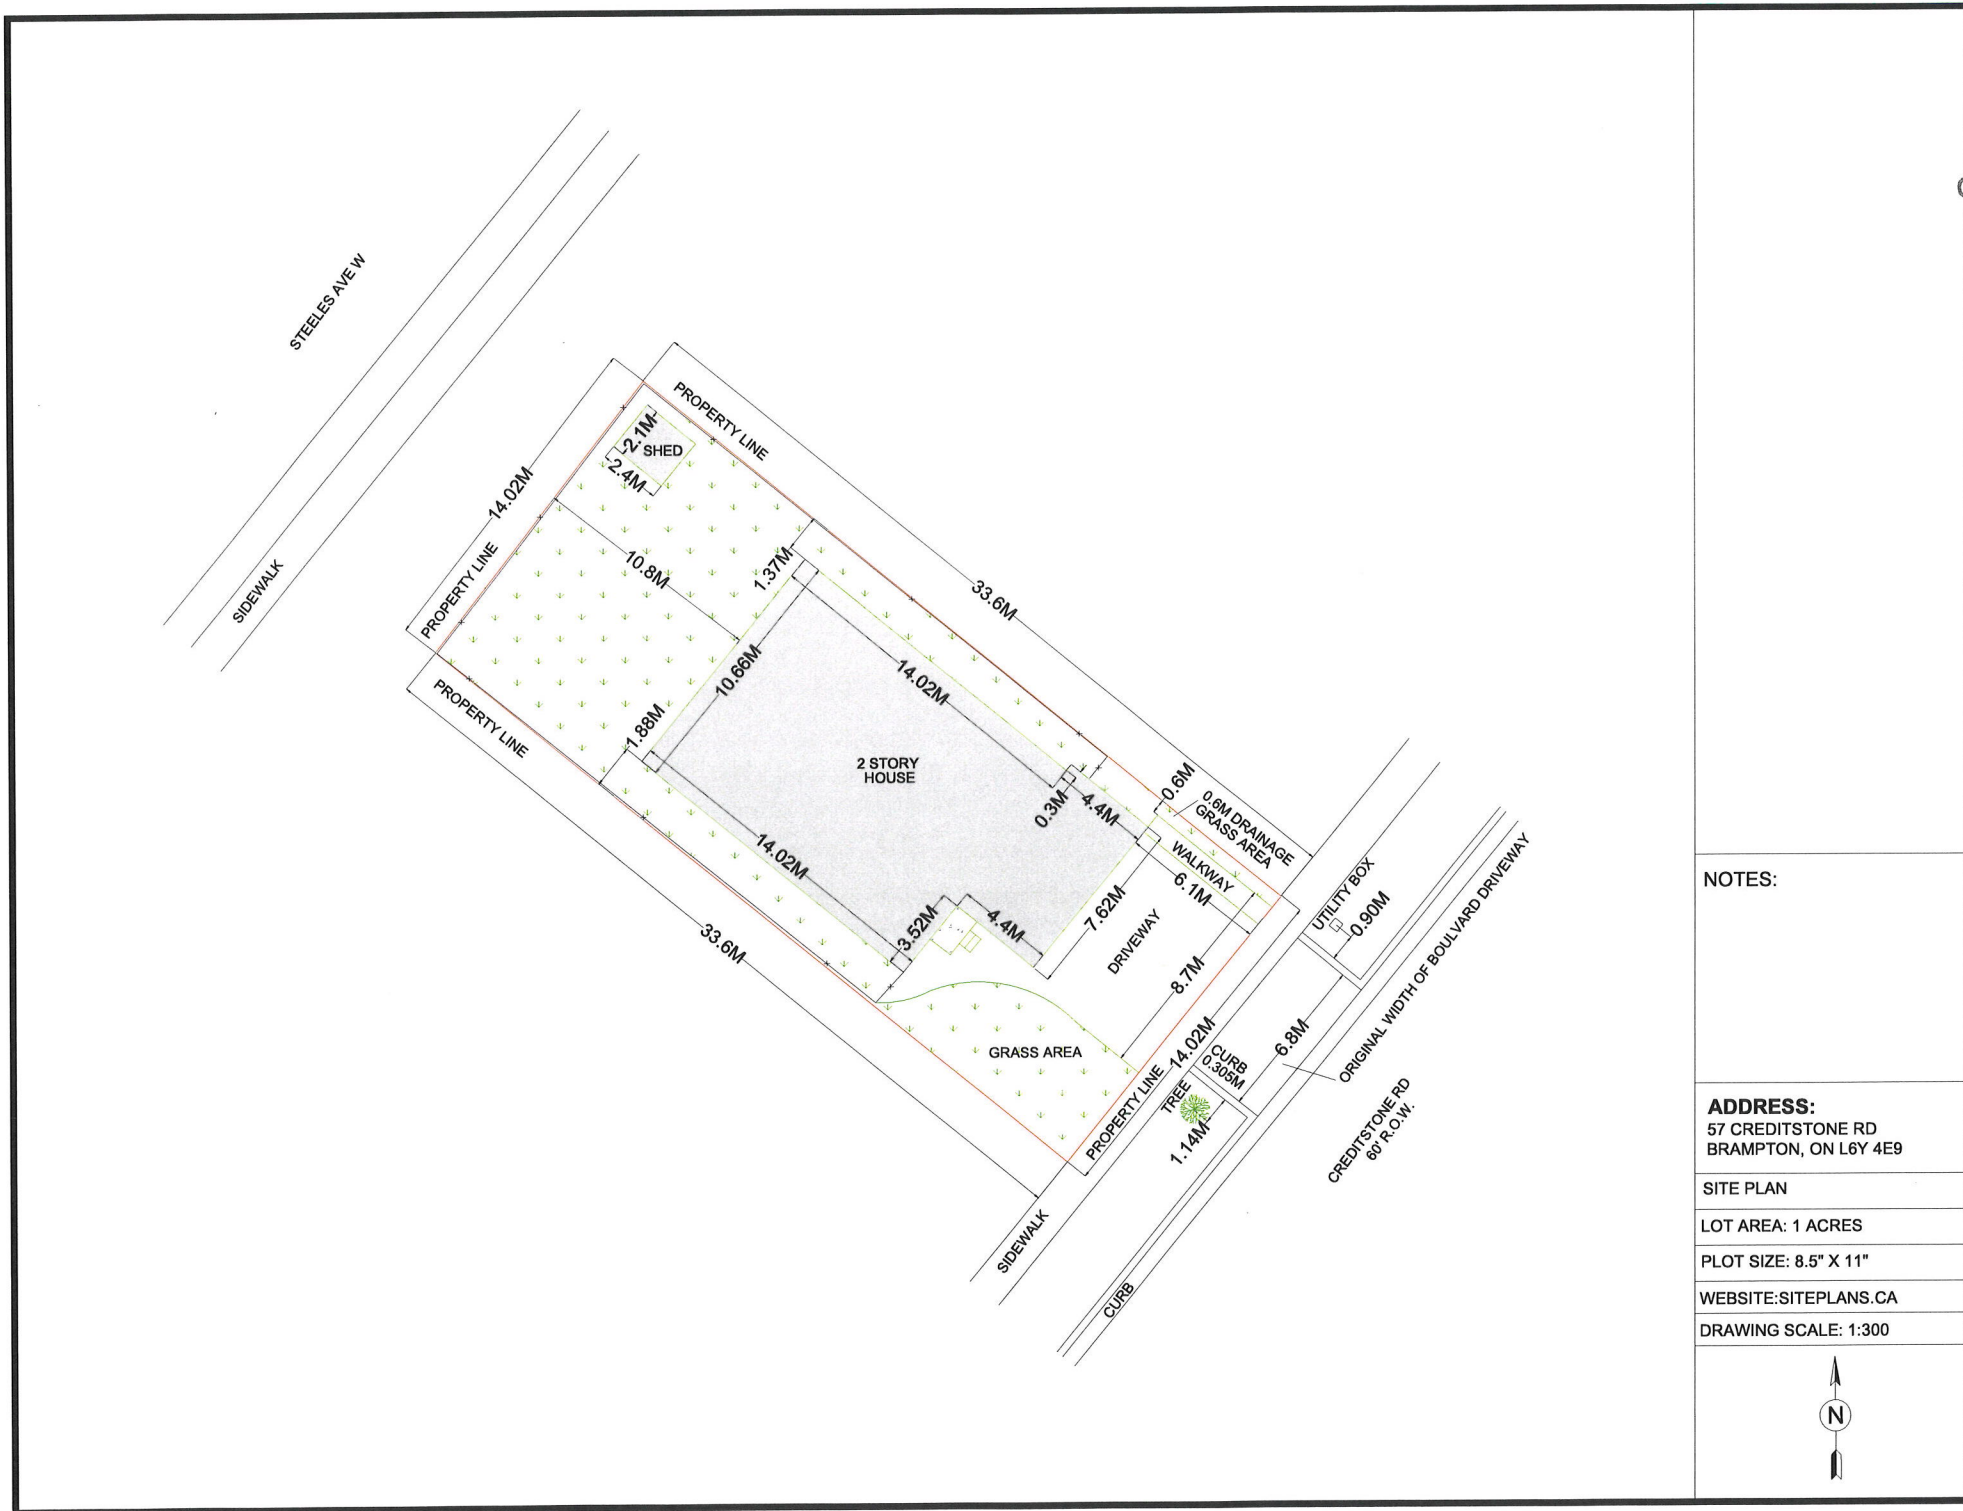 STEELES AVE W
SIDEWALK
PROPERTY LINE
14.02M
PROPERTY LINE
2.1M
SHED
2.4M
10.8M
1.37M
33.6M
PROPERTY LINE
10.66M
14.02M
1.88M
2 STORY
HOUSE
14.02M
33.6M
0.3M
4.4M
0.6M
0.6M DRAINAGE
GRASS AREA
WALKWAY
6.1M
7.62M
DRIVEWAY
3.52M
4.4M
8.7M
GRASS AREA
PROPERTY LINE
14.02M
UTILITY BOX
0.90M
ORIGINAL WIDTH OF BOULVARD DRIVEWAY
6.8M
CURB
0.305M
TREE
1.14M
CREDITSTONE RD
60' R.O.W.
SIDEWALK
CURB
NOTES:
ADDRESS:
57 CREDITSTONE RD
BRAMPTON, ON L6Y 4E9
SITE PLAN
LOT AREA: 1 ACRES
PLOT SIZE: 8.5" X 11"
WEBSITE:SITEPLANS.CA
DRAWING SCALE: 1:300
N